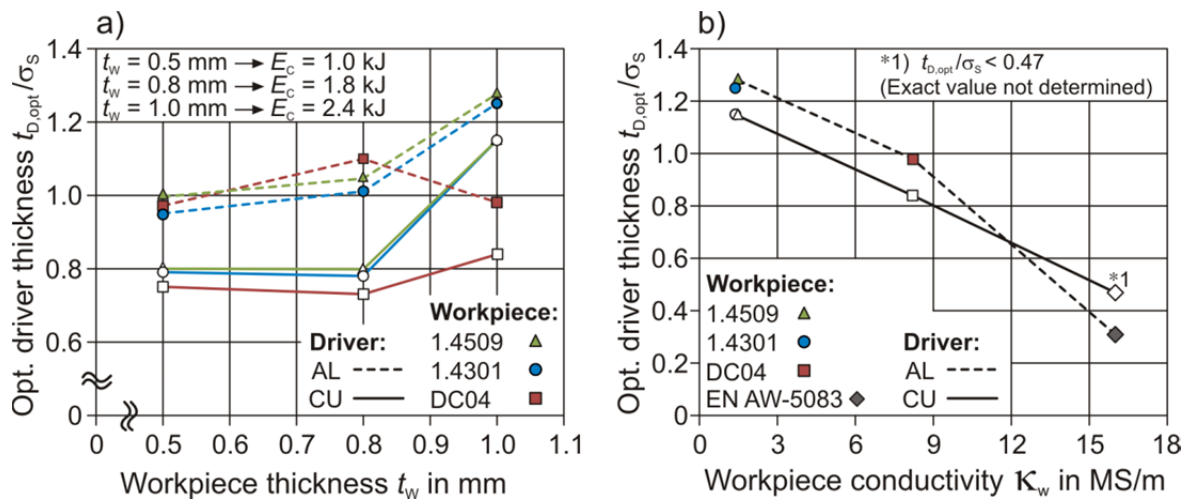 a)
t_W = 0.5 mm → E_C = 1.0 kJ
t_W = 0.8 mm → E_C = 1.8 kJ
t_W = 1.0 mm → E_C = 2.4 kJ
Opt. driver thickness t_D,opt/σ_S
1.4
1.2
1.0
0.8
0.6
0
Workpiece:
Driver: 1.4509
AL 1.4301
CU DC04
0 0.5 0.6 0.7 0.8 0.9 1.0 1.1
Workpiece thickness t_W in mm
b)
*1) t_D,opt/σ_S < 0.47
(Exact value not determined)
Opt. driver thickness t_D,opt/σ_S
1.4
1.2
1.0
0.8
0.6
0.4
0.2
0
*1
Workpiece:
1.4509
1.4301 Driver:
DC04 AL
EN AW-5083 CU
0 3 6 9 12 15 18
Workpiece conductivity κ_w in MS/m